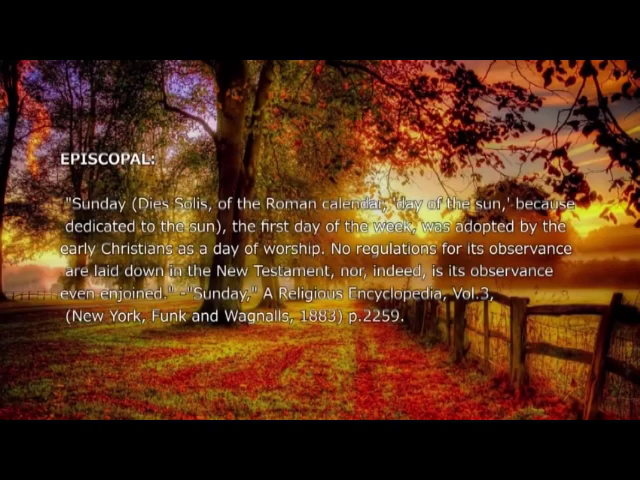 EPISCOPAL:
"Sunday (Dies Solis, of the Roman calendar, 'day of the sun,' because
dedicated to the sun), the first day of the week, was adopted by the
early Christians as a day of worship. No regulations for its observance
are laid down in the New Testament, nor, indeed, is its observance
even enjoined." -"Sunday," A Religious Encyclopedia, Vol.3,
(New York, Funk and Wagnalls, 1883) p.2259.